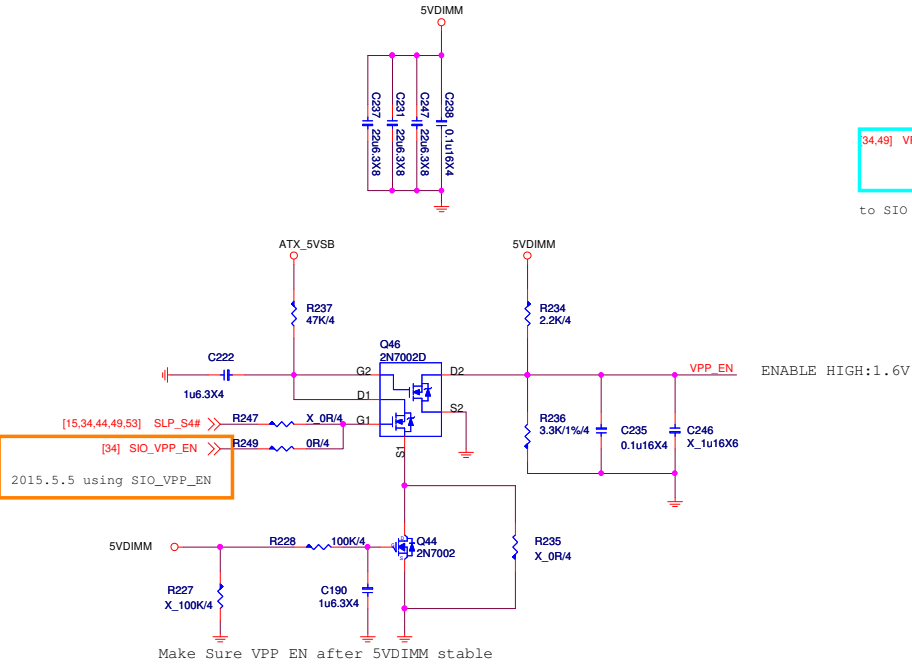 5VDIMM
C237 22u6.3X8
C231 22u6.3X8
C247 22u6.3X8
C238 0.1u16X4
34,49]
to SIO
ATX_5VSB
5VDIMM
R237
47K/4
R234
2.2K/4
Q46
2N7002D
C222
1u6.3X4
G2
D2
D1
S2
G1
S1
VPP_EN
ENABLE HIGH:1.6V
[15,34,44,49,53] SLP_S4#
R247
X_0R/4
[34] SIO_VPP_EN
R249
0R/4
2015.5.5 using SIO_VPP_EN
R236
3.3K/1%/4
C235
0.1u16X4
C246
X_1u16X6
5VDIMM
R228
100K/4
Q44
2N7002
R235
X_0R/4
R227
X_100K/4
C190
1u6.3X4
Make Sure VPP EN after 5VDIMM stable